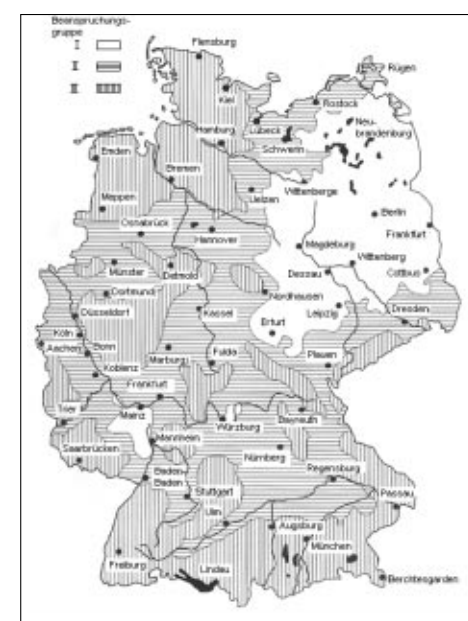 Beanspruchungs-
gruppe
I
II
III
Flensburg
Rügen
Kiel
Rostock
Lübeck
Neu-
brandenburg
Hamburg
Schwerin
Emden
Bremen
Uelzen
Wittenberge
Meppen
Berlin
Osnabrück
Hannover
Frankfurt
Magdeburg
Wittenberg
Münster
Detmold
Dessau
Cottbus
Dortmund
Nordhausen
Leipzig
Düsseldorf
Kassel
Dresden
Erfurt
Köln
Aachen
Bonn
Marburg
Fulda
Plauen
Koblenz
Frankfurt
Trier
Mainz
Würzburg
Bayreuth
Mannheim
Saarbrücken
Nürnberg
Baden
Baden
Regensburg
Stuttgart
Passau
Ulm
Augsburg
München
Freiburg
Lindau
Berchtesgarden